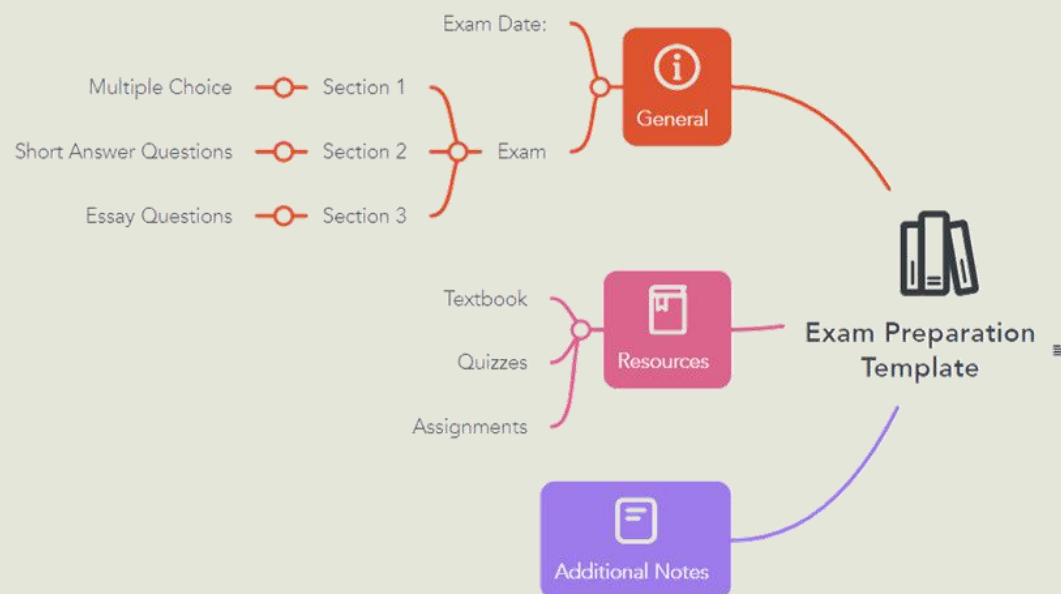 Exam Date:
General
Multiple Choice
Section 1
Short Answer Questions
Section 2
Exam
Essay Questions
Section 3
Textbook
Quizzes
Resources
Assignments
Exam Preparation
Template
Additional Notes